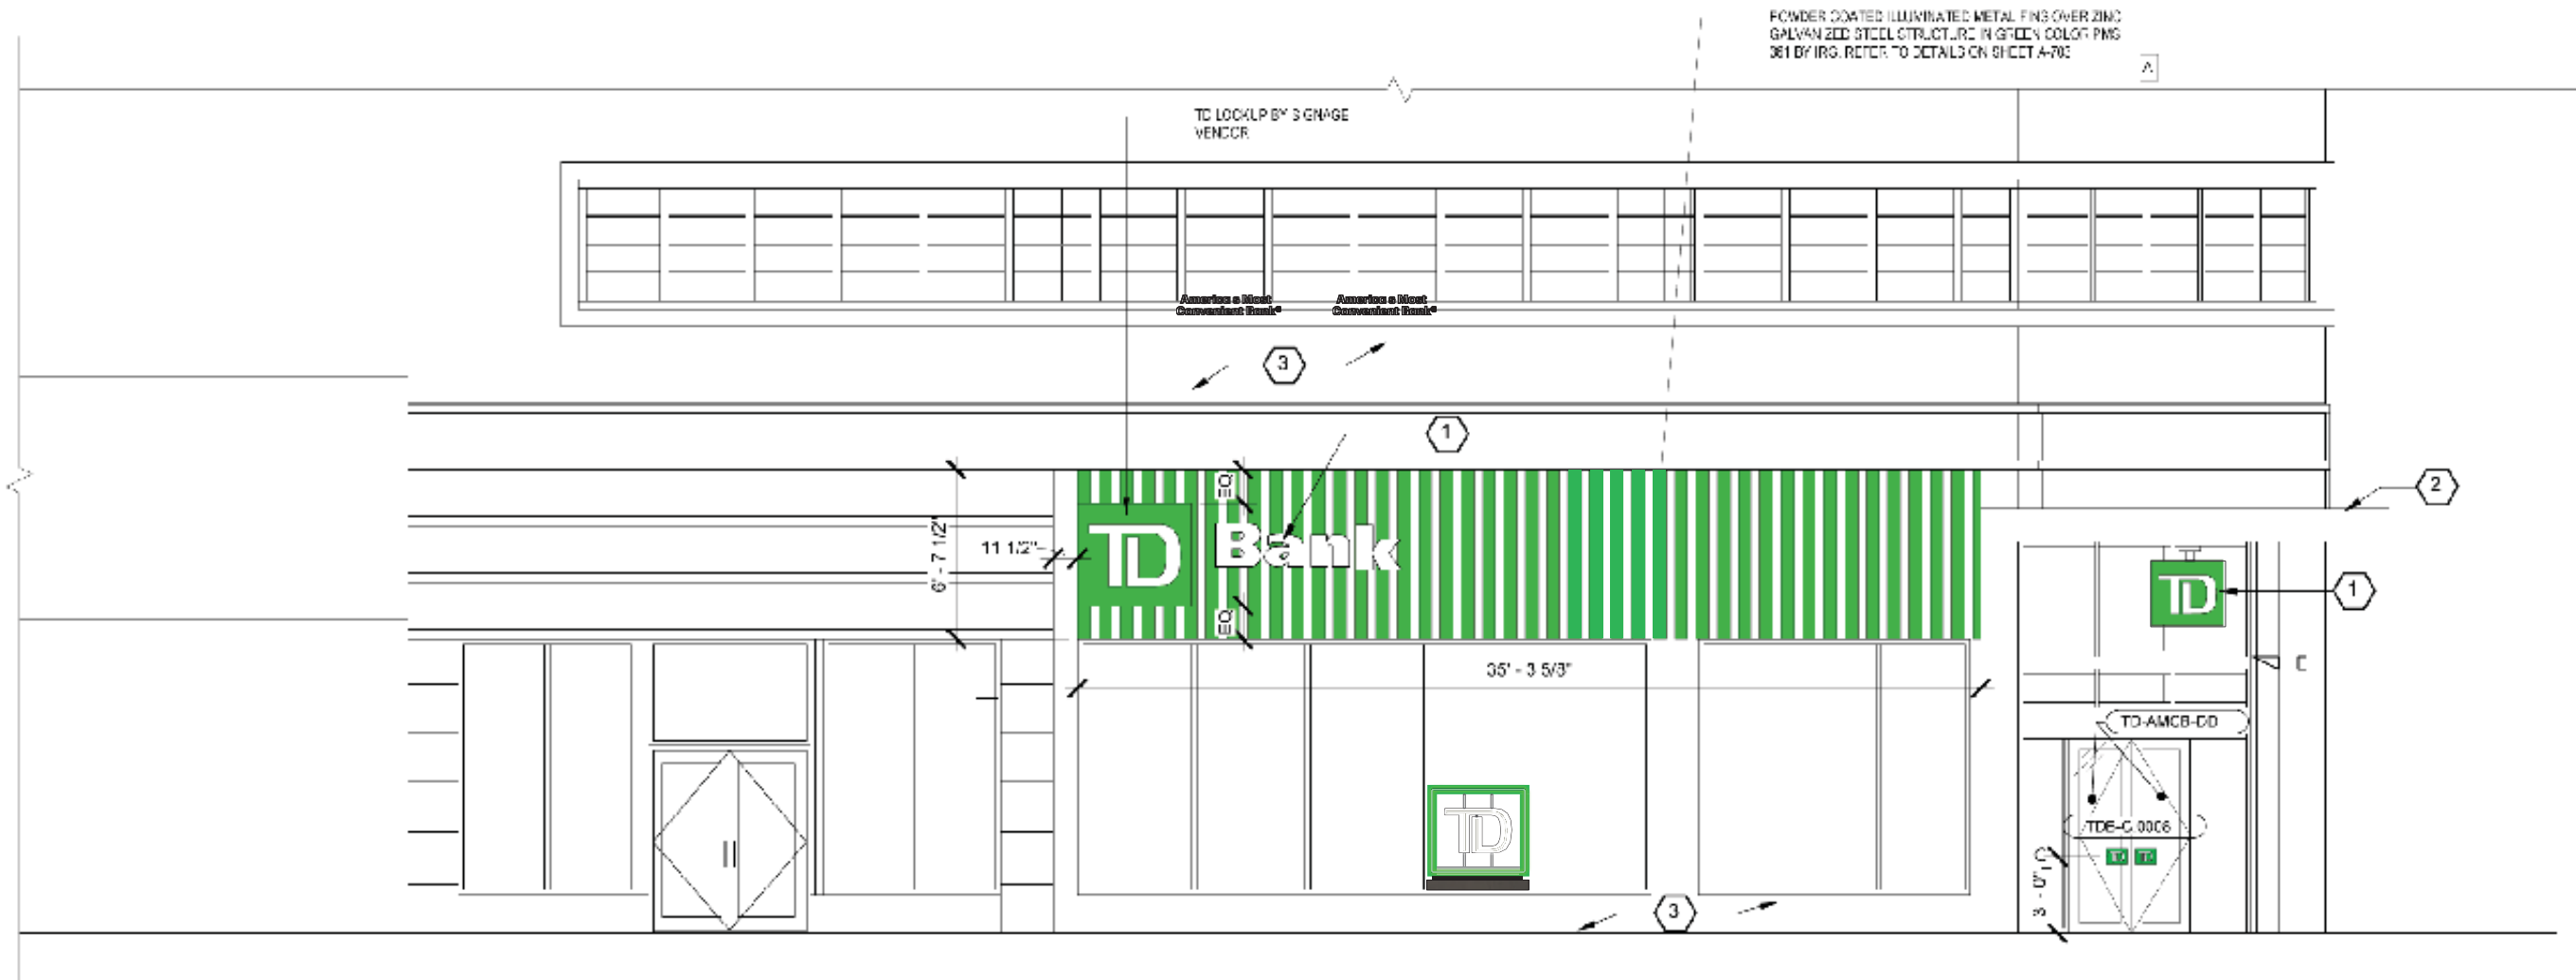 POWDER COATED ILLUMINATED METAL FINS OVER ZINC
GALVANIZED STEEL STRUCTURE IN GREEN COLOR PMS
361 BY IRG. REFER TO DETAILS ON SHEET A-703
A
TD LOCKUP BY SIGNAGE
VENDOR
America's Most
Convenient Bank®
America's Most
Convenient Bank®
3
1
2
EQ
6' - 7 1/2"
11 1/2"
TD Bank
TD
1
EQ
35' - 3 5/8"
TD-AMCB-DD
TD
TD
TD
3' - 0"
3